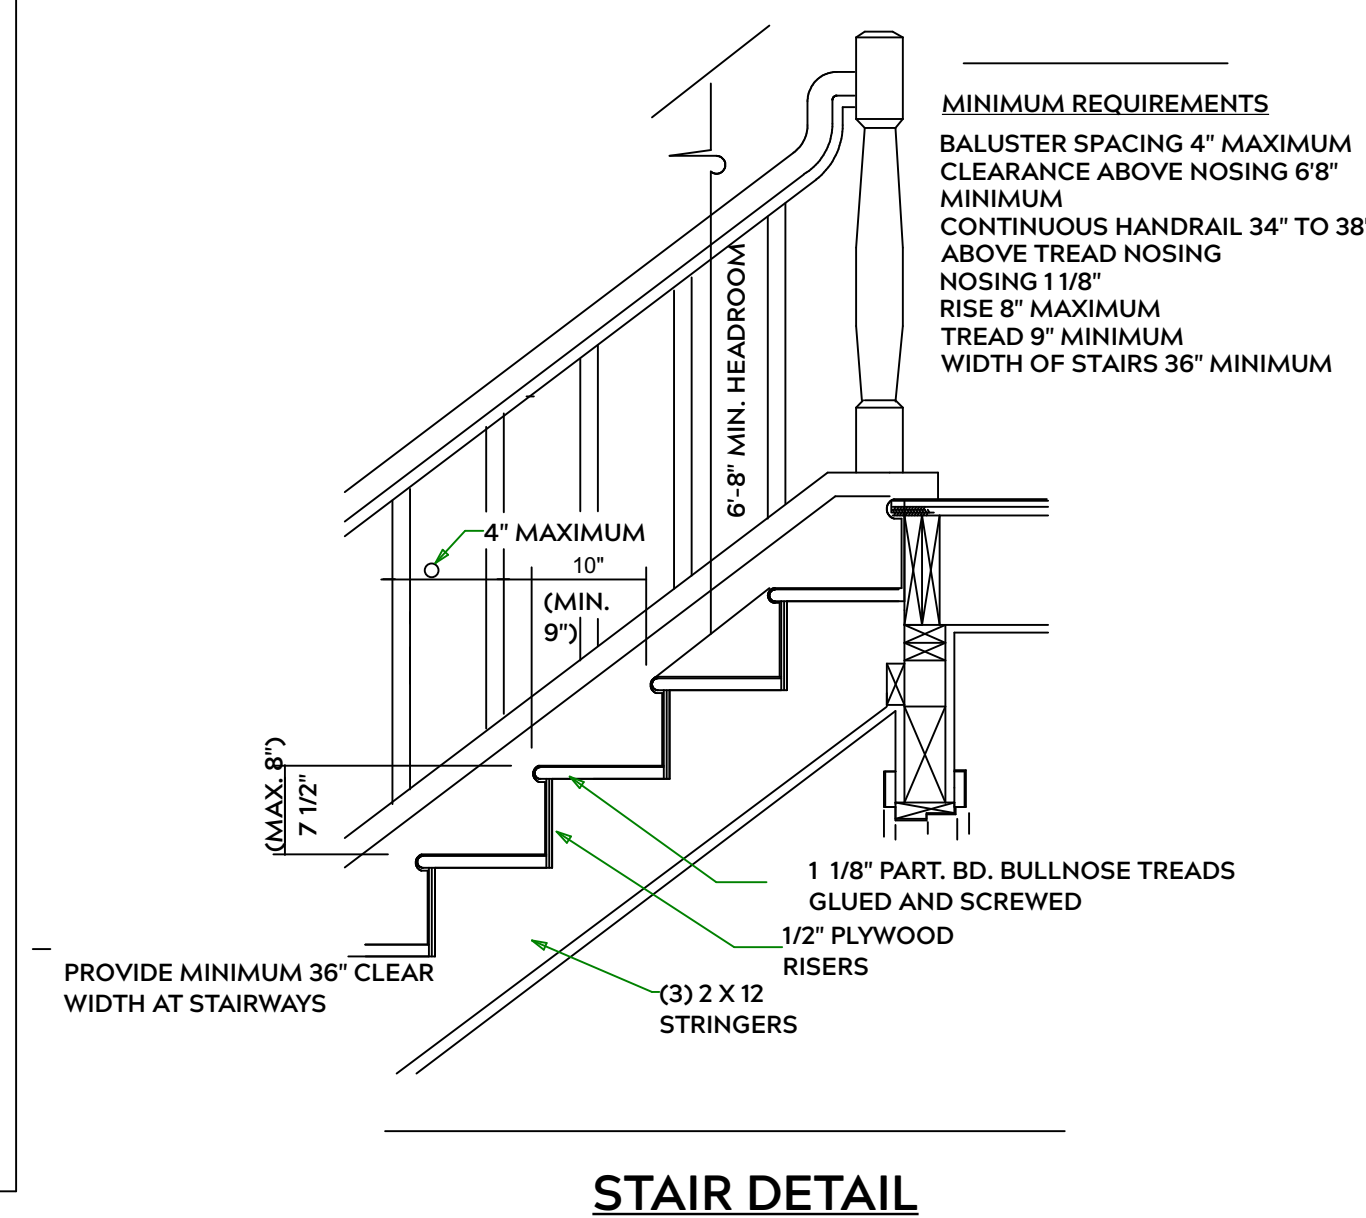 MINIMUM REQUIREMENTS
BALUSTER SPACING 4" MAXIMUM
CLEARANCE ABOVE NOSING 6'8"
MINIMUM
CONTINUOUS HANDRAIL 34" TO 38"
ABOVE TREAD NOSING
NOSING 1 1/8"
RISE 8" MAXIMUM
TREAD 9" MINIMUM
WIDTH OF STAIRS 36" MINIMUM
6'-8" MIN. HEADROOM
4" MAXIMUM
10"
(MIN.
9")
(MAX. 8")
7 1/2"
1 1/8" PART. BD. BULLNOSE TREADS
GLUED AND SCREWED
1/2" PLYWOOD
RISERS
PROVIDE MINIMUM 36" CLEAR
WIDTH AT STAIRWAYS
(3) 2 X 12
STRINGERS
STAIR DETAIL